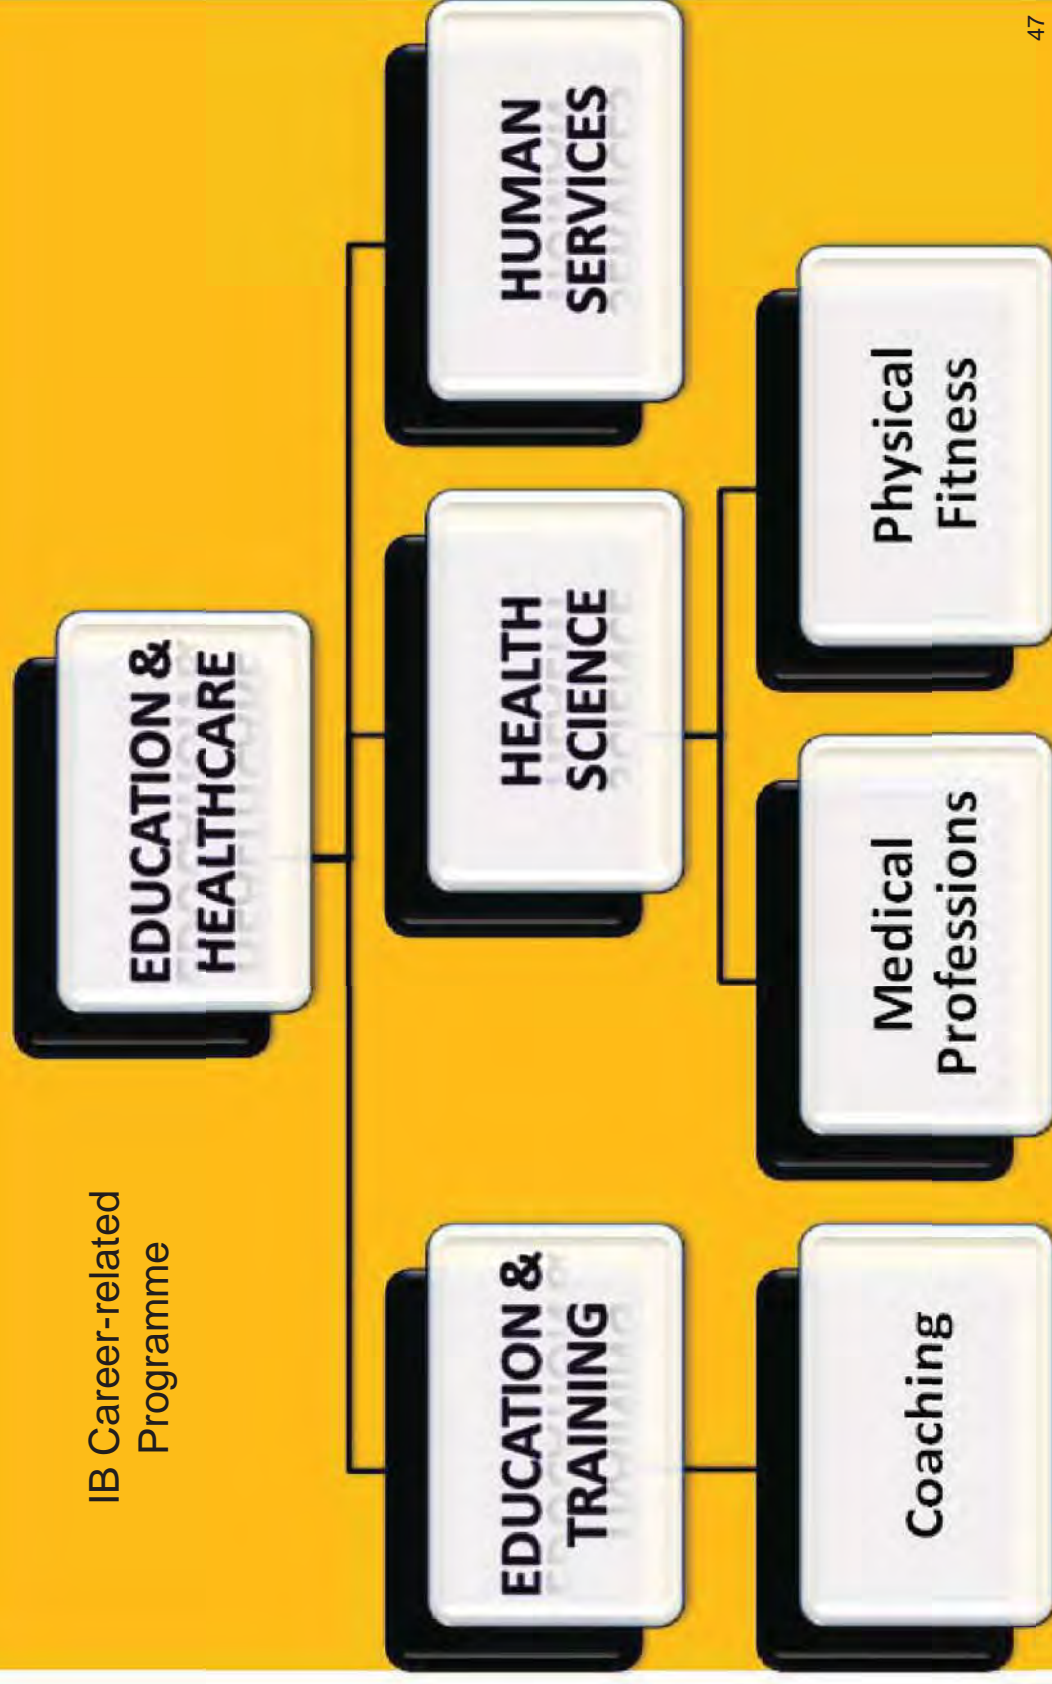 IB Career-related
Programme
EDUCATION &
HEALTHCARE
EDUCATION &
TRAINING
HEALTH
SCIENCE
HUMAN
SERVICES
Coaching
Medical
Professions
Physical
Fitness
47